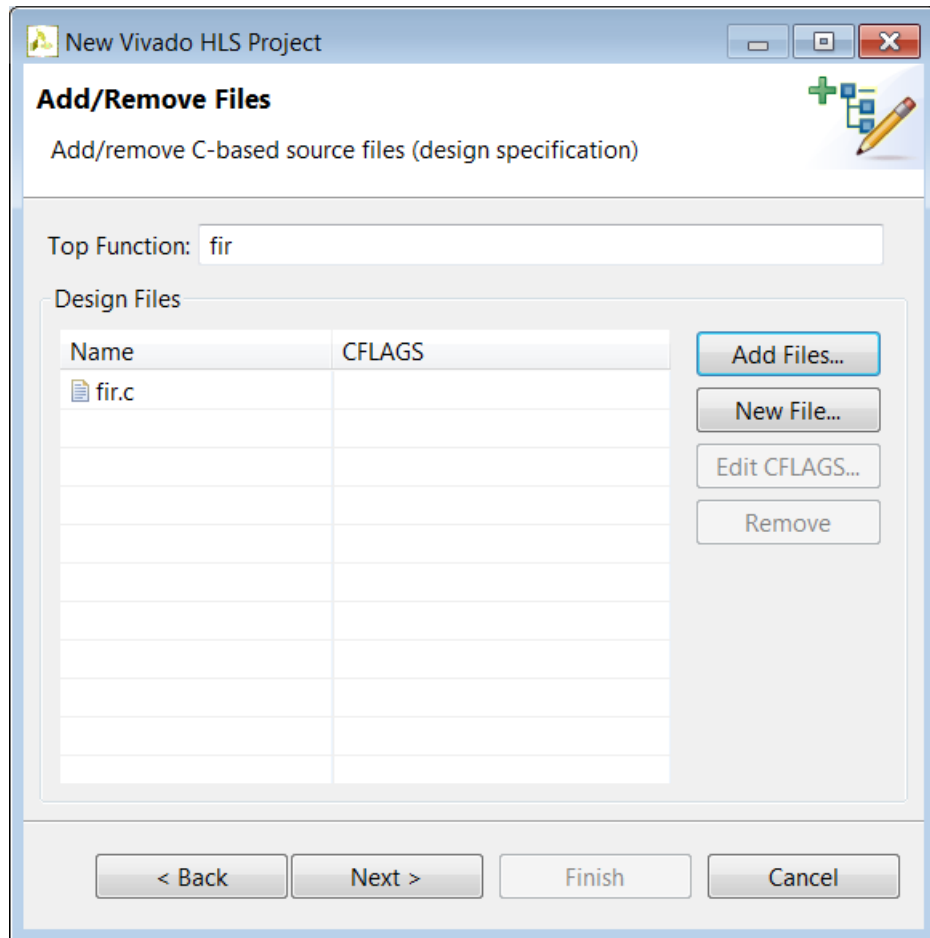 New Vivado HLS Project
Add/Remove Files
Add/remove C-based source files (design specification)
Top Function: fir
Design Files
Name CFLAGS
fir.c
Add Files...
New File...
Edit CFLAGS...
Remove
< Back Next > Finish Cancel